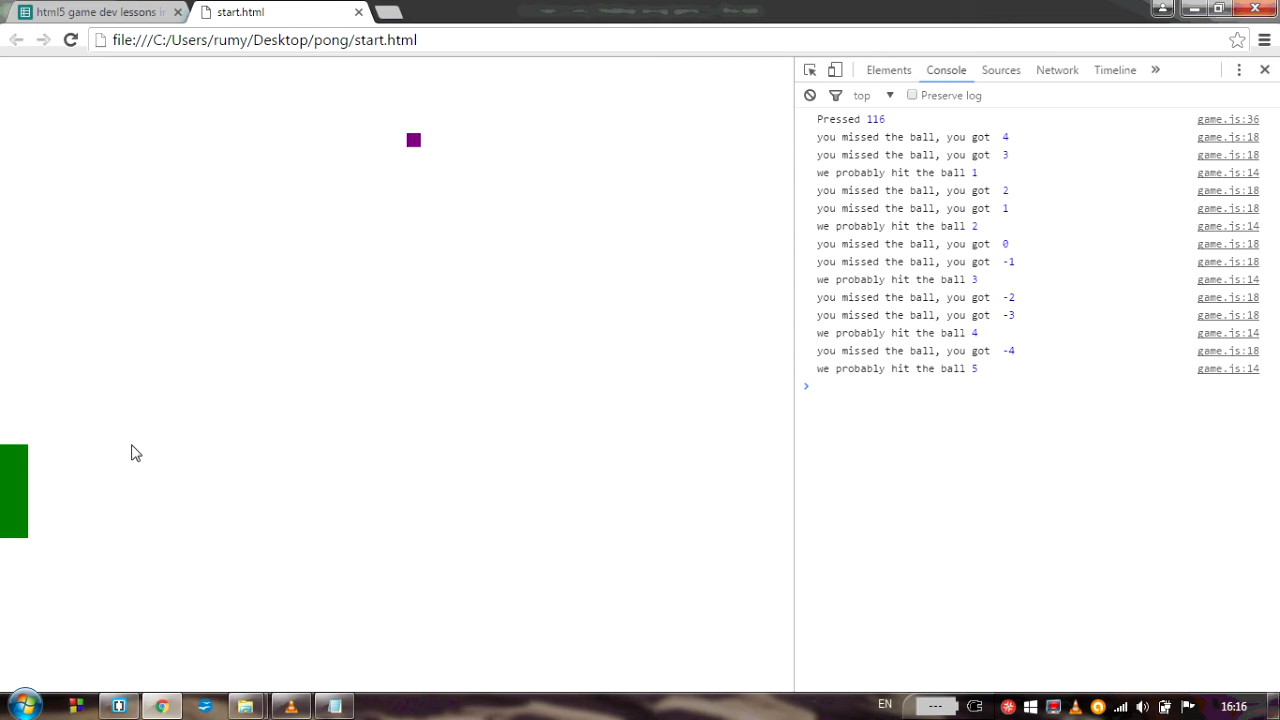 html5 game dev lessons in
start.html
file:///C:/Users/rumy/Desktop/pong/start.html
Elements Console Sources Network Timeline »
top Preserve log
Pressed 116 game.js:36
you missed the ball, you got 4 game.js:18
you missed the ball, you got 3 game.js:18
we probably hit the ball 1 game.js:14
you missed the ball, you got 2 game.js:18
you missed the ball, you got 1 game.js:18
we probably hit the ball 2 game.js:14
you missed the ball, you got 0 game.js:18
you missed the ball, you got -1 game.js:18
we probably hit the ball 3 game.js:14
you missed the ball, you got -2 game.js:18
you missed the ball, you got -3 game.js:18
we probably hit the ball 4 game.js:14
you missed the ball, you got -4 game.js:18
we probably hit the ball 5 game.js:14
EN --- 16:16